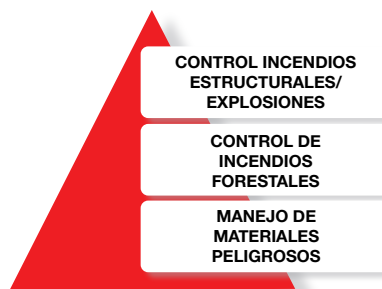 CONTROL INCENDIOS
ESTRUCTURALES/
EXPLOSIONES
CONTROL DE
INCENDIOS
FORESTALES
MANEJO DE
MATERIALES
PELIGROSOS